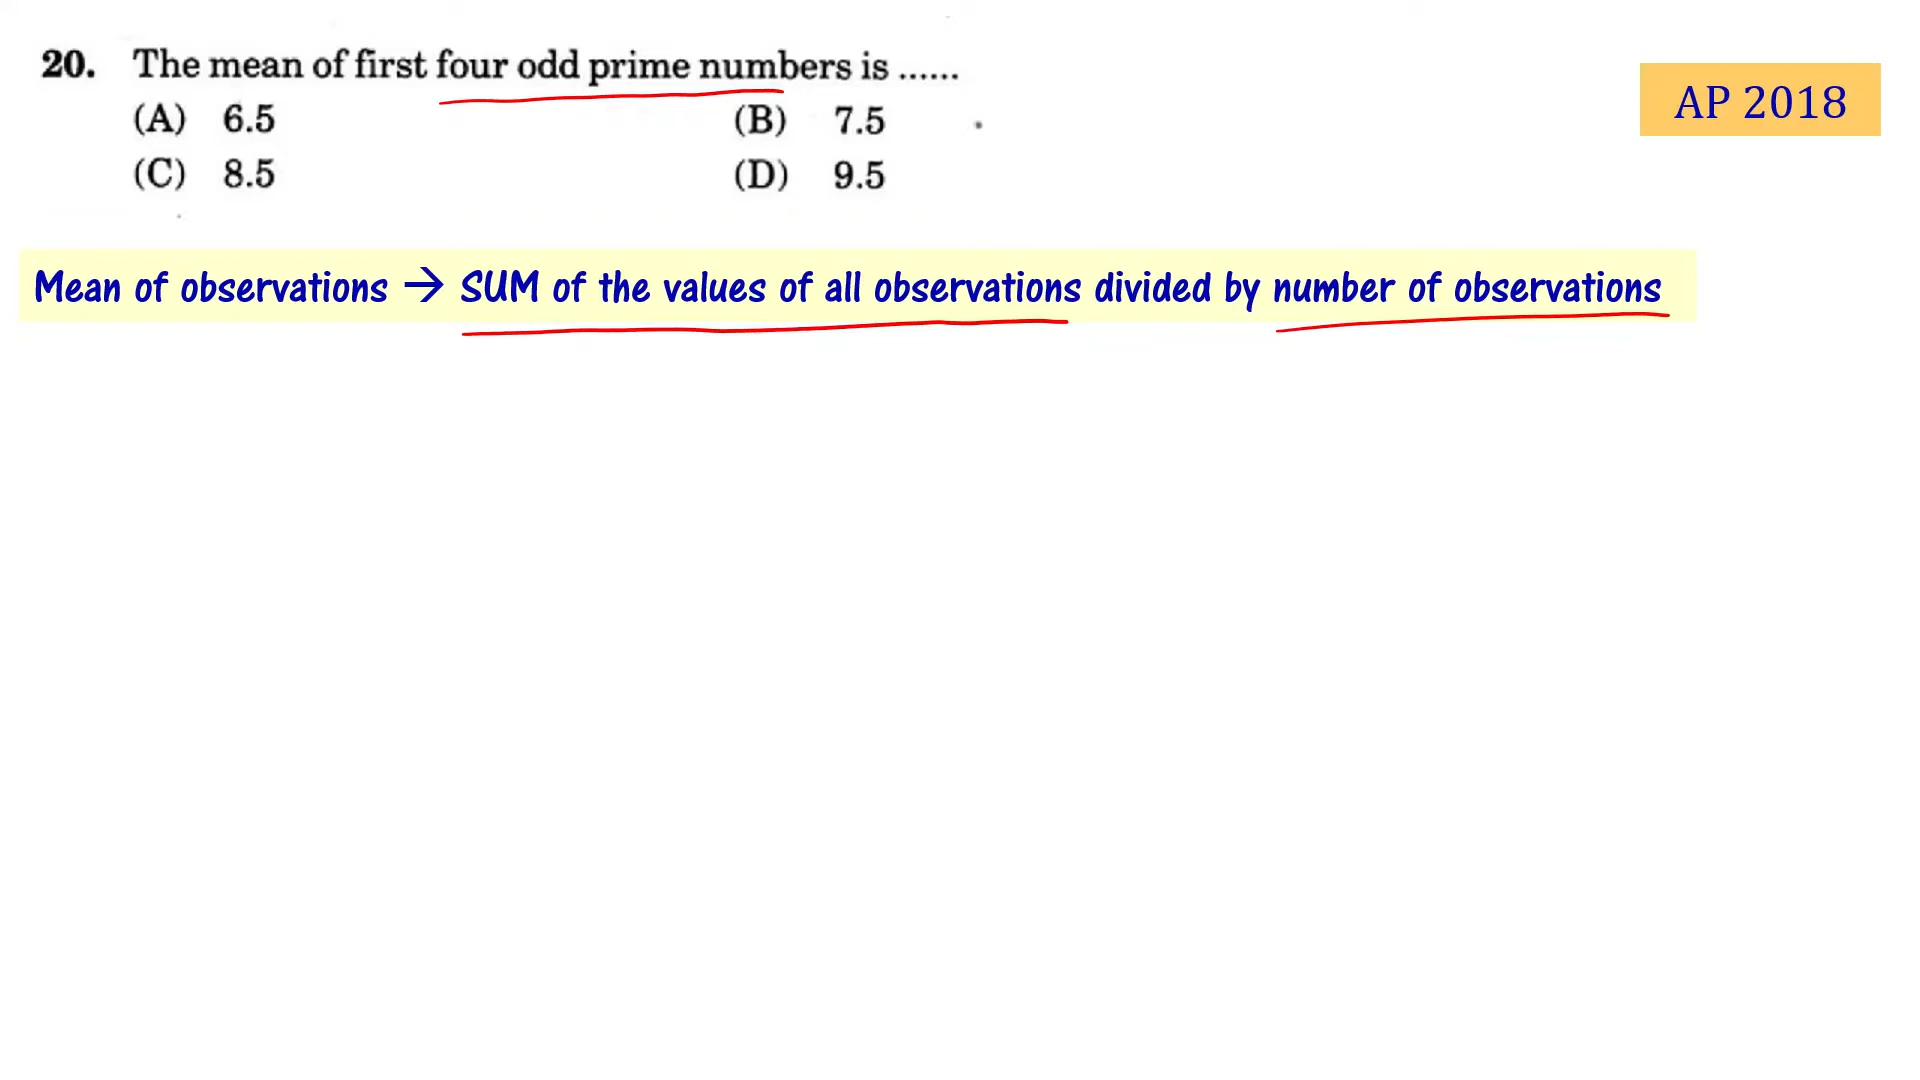 20. The mean of first four odd prime numbers is ......
(A) 6.5 (B) 7.5
(C) 8.5 (D) 9.5
AP 2018
Mean of observations → SUM of the values of all observations divided by number of observations